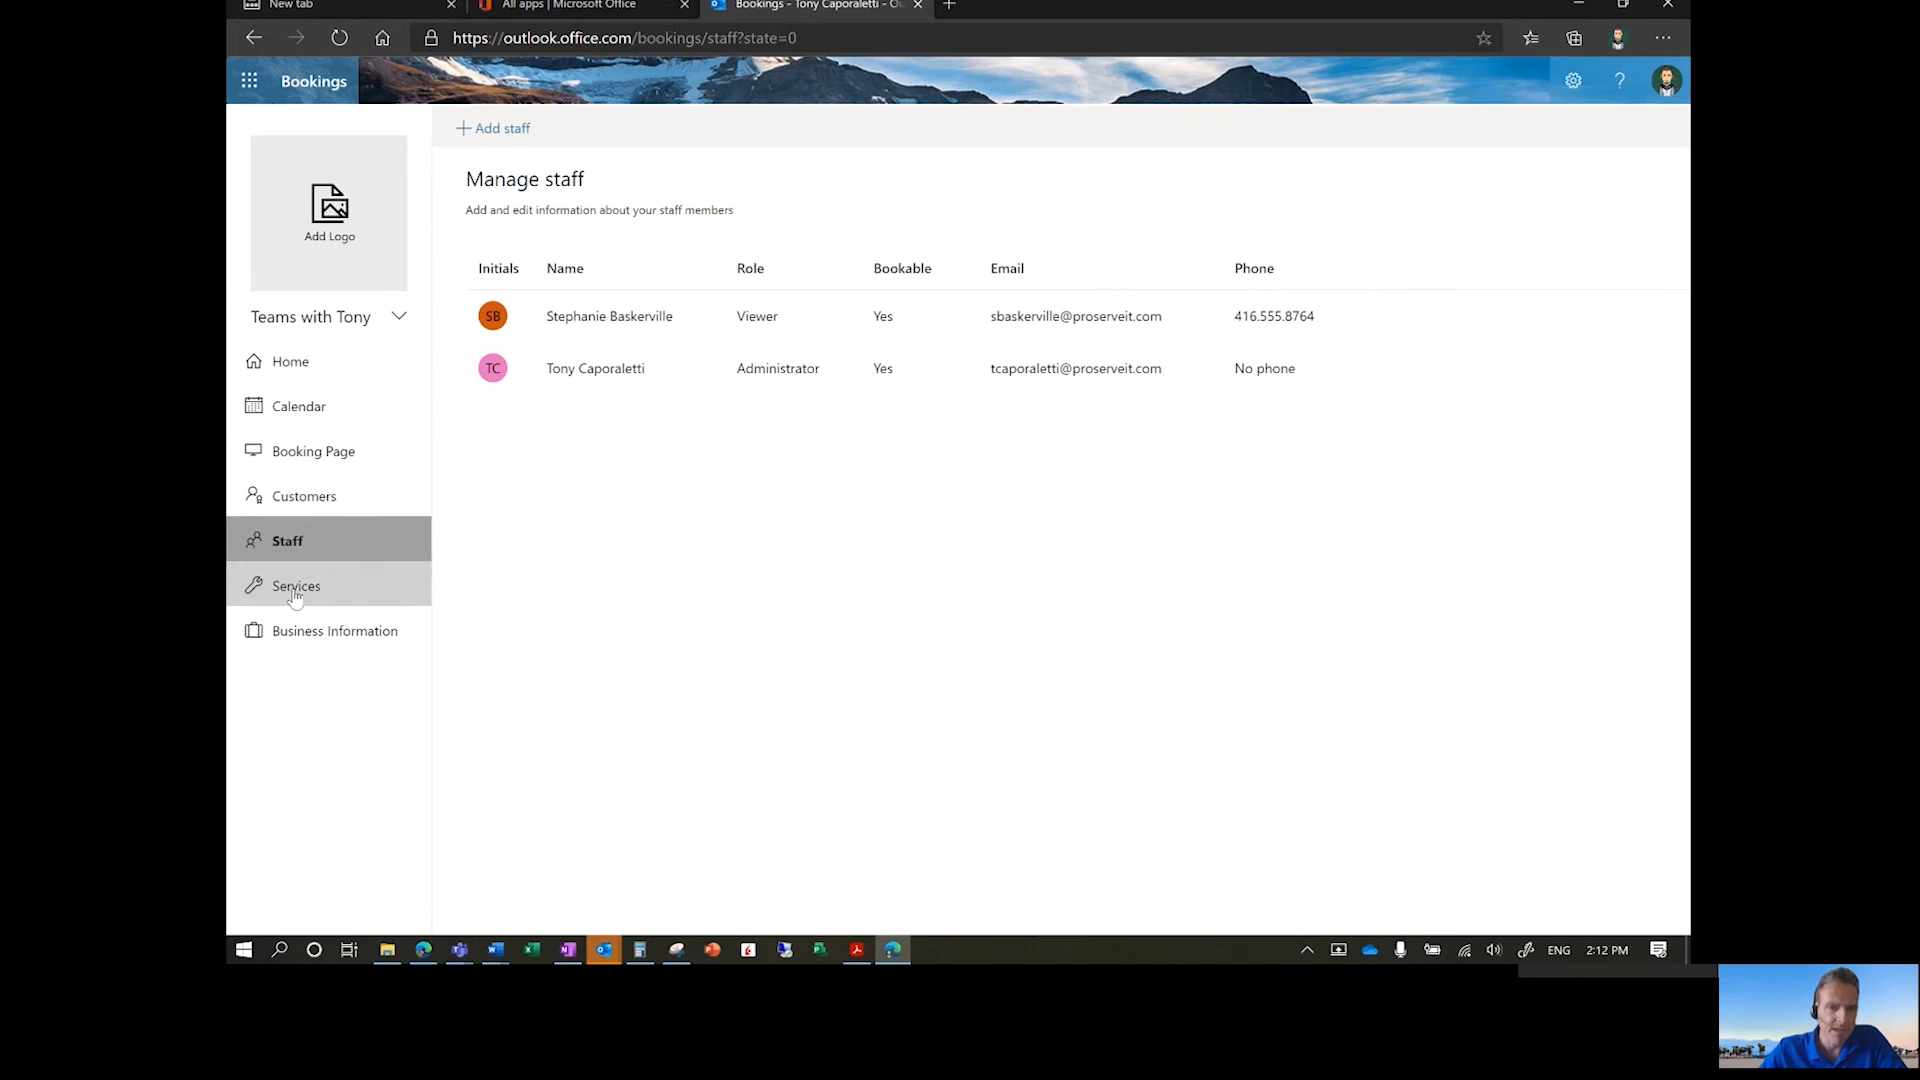 New tab
All apps | Microsoft Office
Bookings - Tony Caporaletti - Ou
https://outlook.office.com/bookings/staff?state=0
Bookings
Add staff
Add Logo
Teams with Tony
Home
Calendar
Booking Page
Customers
Staff
Services
Business Information
Manage staff
Add and edit information about your staff members
Initials Name Role Bookable Email Phone
SB Stephanie Baskerville Viewer Yes sbaskerville@proserveit.com 416.555.8764
TC Tony Caporaletti Administrator Yes tcaporaletti@proserveit.com No phone
ENG 2:12 PM